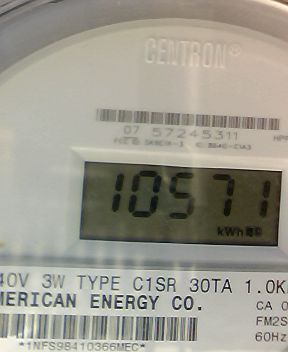 CENTRON®
07 57245311
10571
kWh
40V 3W TYPE C1SR 30TA 1.0K
MERICAN ENERGY CO.
CA 0
FM2S
60Hz
*1NFS98410366MEC*